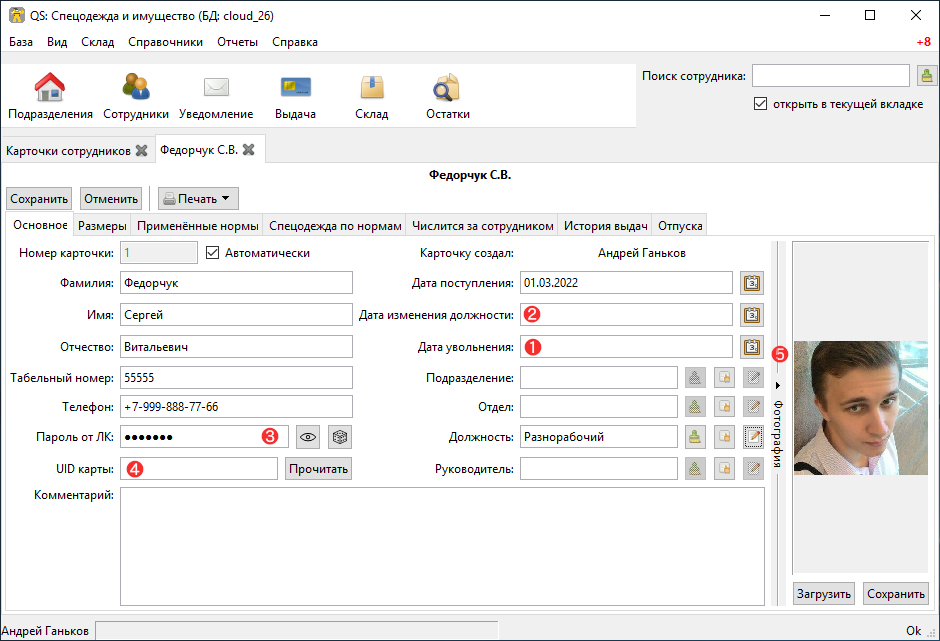 QS: Спецодежда и имущество (БД: cloud_26)
База Вид Склад Справочники Отчеты Справка +8
Подразделения Сотрудники Уведомление Выдача Склад Остатки
Поиск сотрудника:
открыть в текущей вкладке
Карточки сотрудников Федорчук С.В.
Федорчук С.В.
Сохранить Отменить Печать
Основное Размеры Применённые нормы Спецодежда по нормам Числится за сотрудником История выдач Отпуска
Номер карточки: 1 Автоматически Карточку создал: Андрей Ганьков
Фамилия: Федорчук Дата поступления: 01.03.2022 3
Имя: Сергей Дата изменения должности: 2 3
Отчество: Витальевич Дата увольнения: 1 3
5
Табельный номер: 55555 Подразделение:
Телефон: +7-999-888-77-66 Отдел:
Фотография
Пароль от ЛК: ●●●●●●● 3 Должность: Разнорабочий
UID карты: 4 Прочитать Руководитель:
Комментарий:
Загрузить Сохранить
Андрей Ганьков Ok